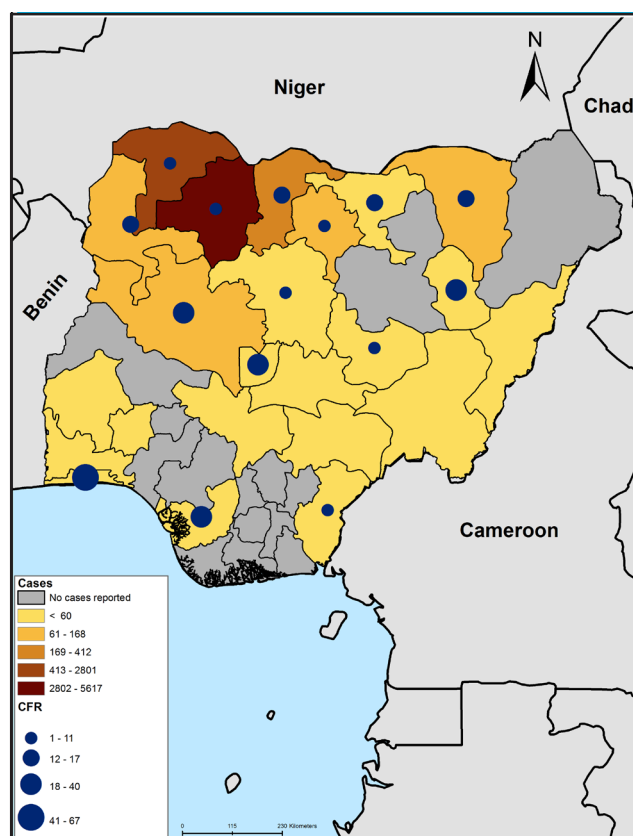 N
Niger
Chad
Benin
Cameroon
Cases
No cases reported
< 60
61 - 168
169 - 412
413 - 2801
2802 - 5617
CFR
1 - 11
12 - 17
18 - 40
41 - 67
0 115 230 Kilometers